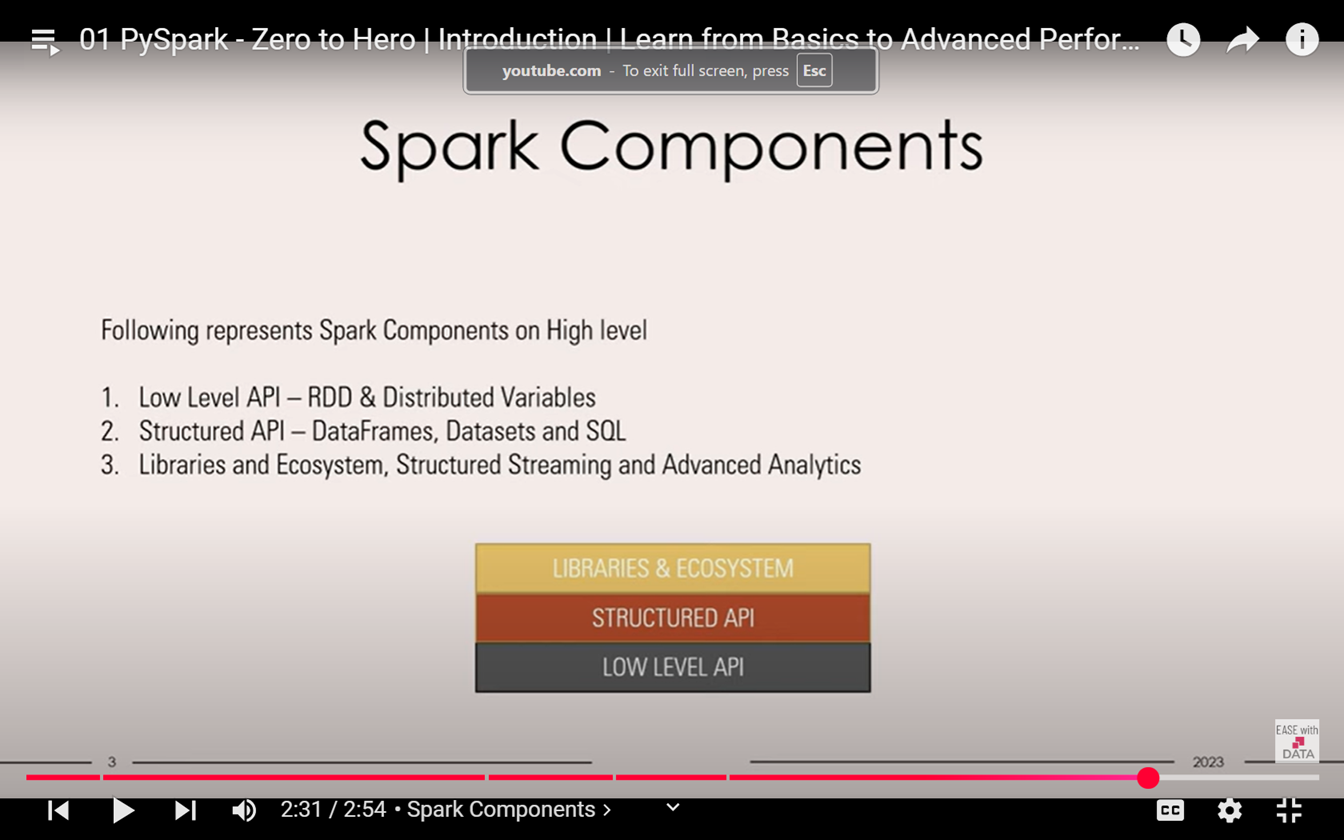 01 PySpark - Zero to Hero | Introduction | Learn from Basics to Advanced Perfor...
youtube.com - To exit full screen, press Esc
Spark Components
Following represents Spark Components on High level
1. Low Level API – RDD & Distributed Variables
2. Structured API – DataFrames, Datasets and SQL
3. Libraries and Ecosystem, Structured Streaming and Advanced Analytics
LIBRARIES & ECOSYSTEM
STRUCTURED API
LOW LEVEL API
EASE with
DATA
3
2023
2:31 / 2:54 • Spark Components >
CC